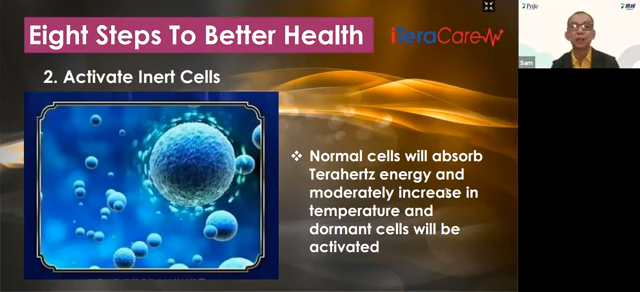 Eight Steps To Better Health
iTeraCare
2. Activate Inert Cells
❖ Normal cells will absorb
Terahertz energy and
moderately increase in
temperature and
dormant cells will be
activated
Prife
Sam